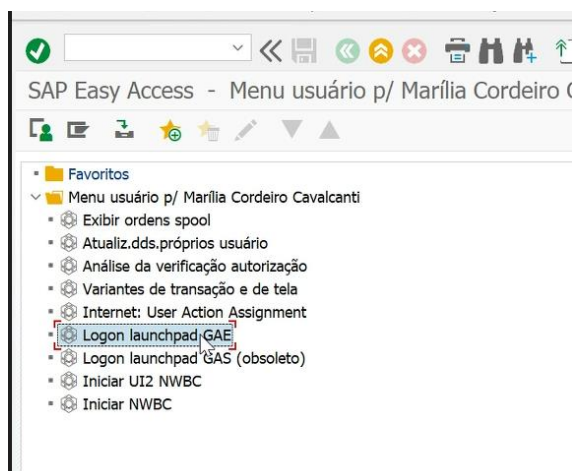 SAP Easy Access - Menu usuário p/ Marília Cordeiro
Favoritos
Menu usuário p/ Marília Cordeiro Cavalcanti
Exibir ordens spool
Atualiz.dds.próprios usuário
Análise da verificação autorização
Variantes de transação e de tela
Internet: User Action Assignment
Logon launchpad GAE
Logon launchpad GAS (obsoleto)
Iniciar UI2 NWBC
Iniciar NWBC